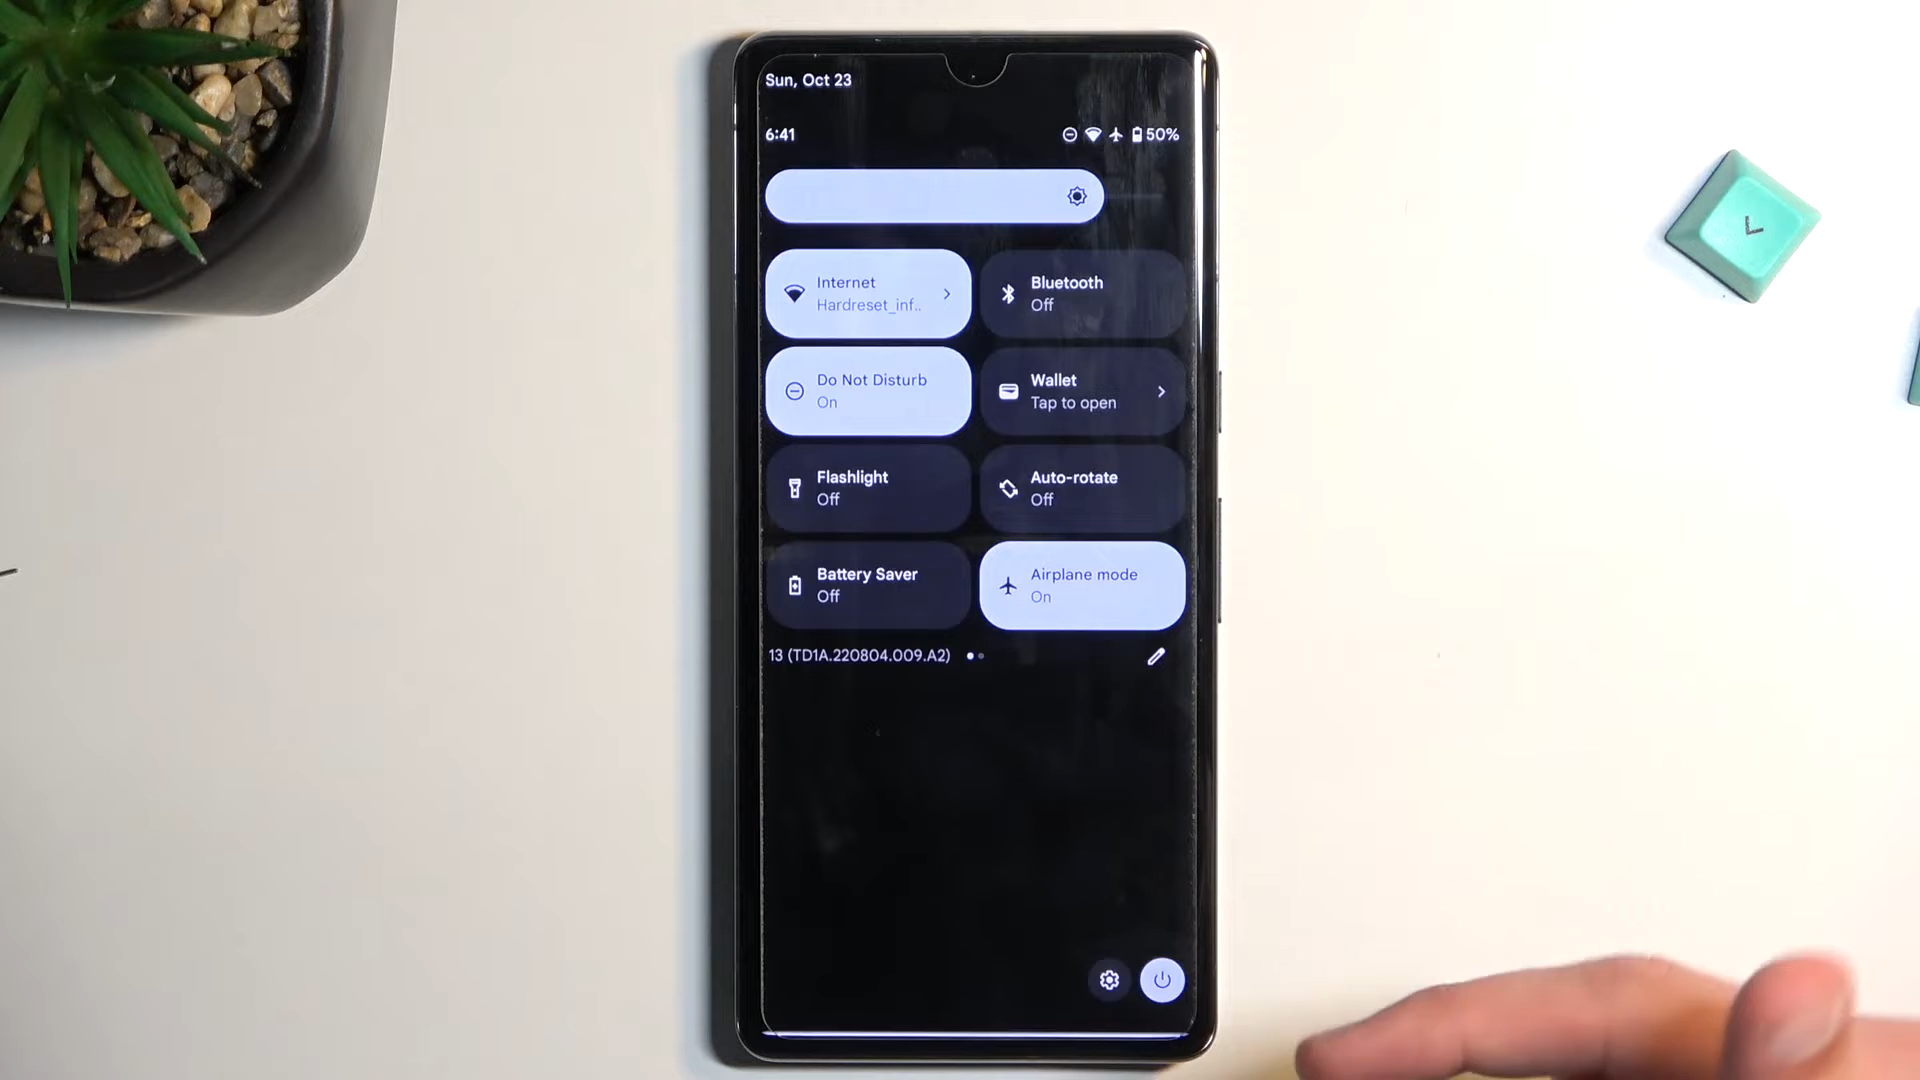 Sun, Oct 23
6:41
50%
Internet
Hardreset_inf..
Bluetooth
Off
Do Not Disturb
On
Wallet
Tap to open
Flashlight
Off
Auto-rotate
Off
Battery Saver
Off
Airplane mode
On
13 (TD1A.220804.009.A2)